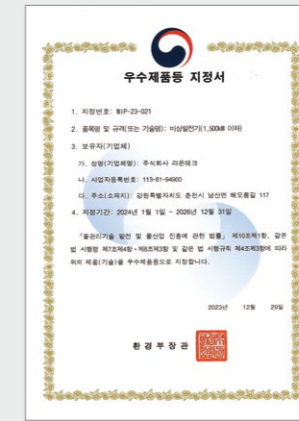 우수제품등 지정서
1. 지정번호: WIP-23-021
2. 품목명 및 규격(또는 기술명): 비상발전기(1,500㎾ 이하)
3. 보유자(기업체)
가. 성명(기업체명): 주식회사 라온테크
나. 사업자등록번호: 113-81-94900
다. 주소(소재지): 강원특별자치도 춘천시 남산면 해오름길 117
4. 지정기간: 2024년 1월 1일 - 2026년 12월 31일
「물관리기술 발전 및 물산업 진흥에 관한 법률」 제10조제1항, 같은
법 시행령 제7조제4항·제8조제3항 및 같은 법 시행규칙 제4조제3항에 따라
위의 제품(기술)을 우수제품등으로 지정합니다.
2023년 12월 29일
환경부장관